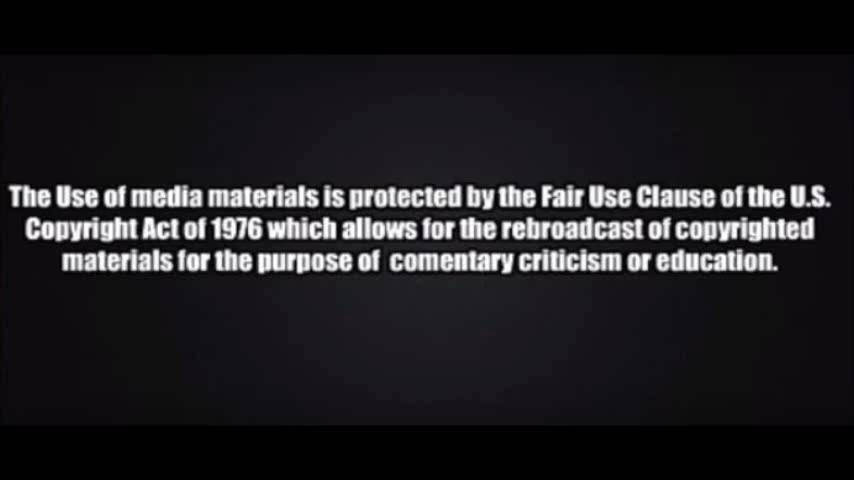 The Use of media materials is protected by the Fair Use Clause of the U.S.
Copyright Act of 1976 which allows for the rebroadcast of copyrighted
materials for the purpose of comentary criticism or education.